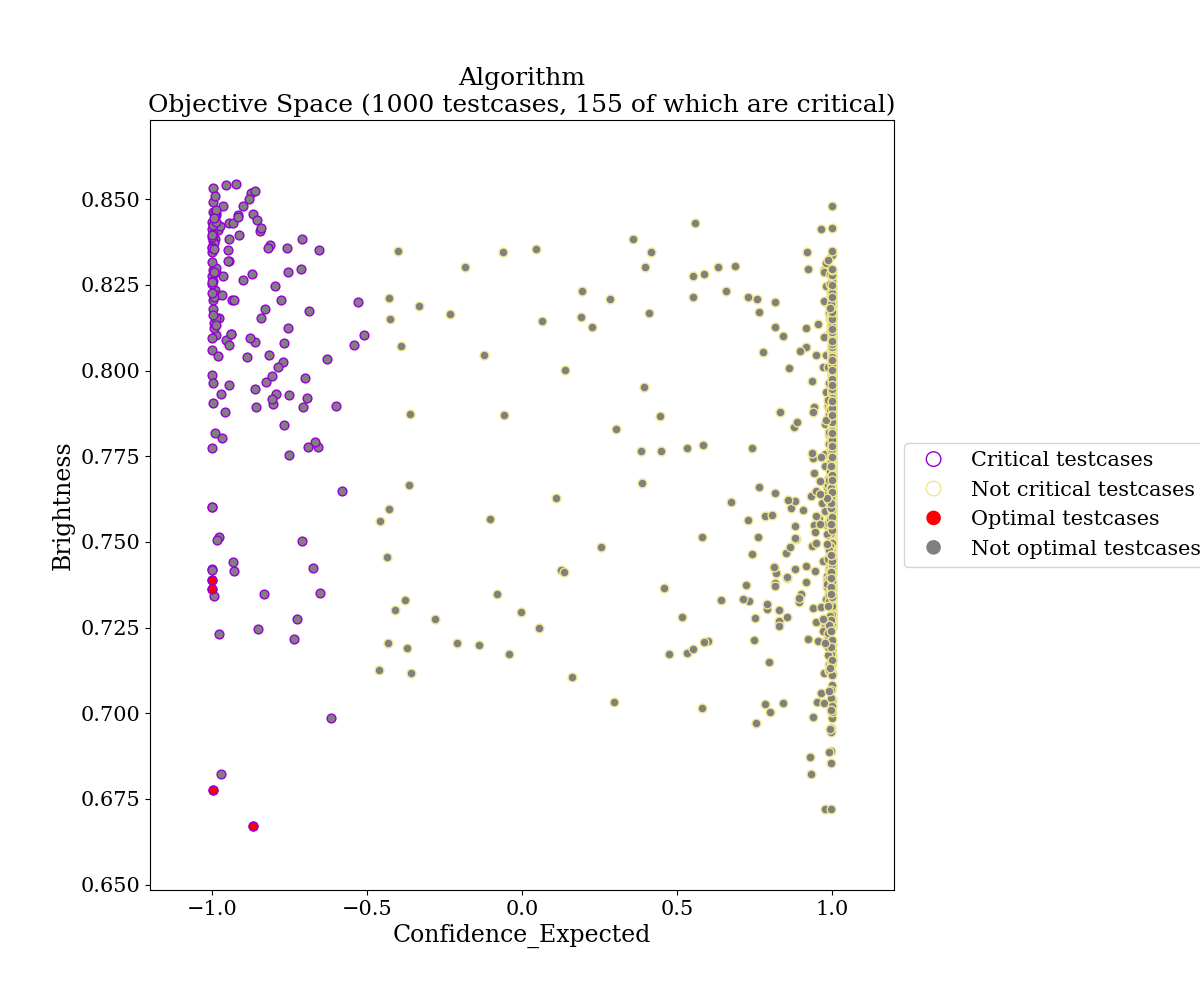 Algorithm
Objective Space (1000 testcases, 155 of which are critical)
0.850
0.825
0.800
0.775
0.750
0.725
0.700
0.675
0.650
Brightness
−1.0
−0.5
0.0
0.5
1.0
Confidence_Expected
Critical testcases
Not critical testcases
Optimal testcases
Not optimal testcases